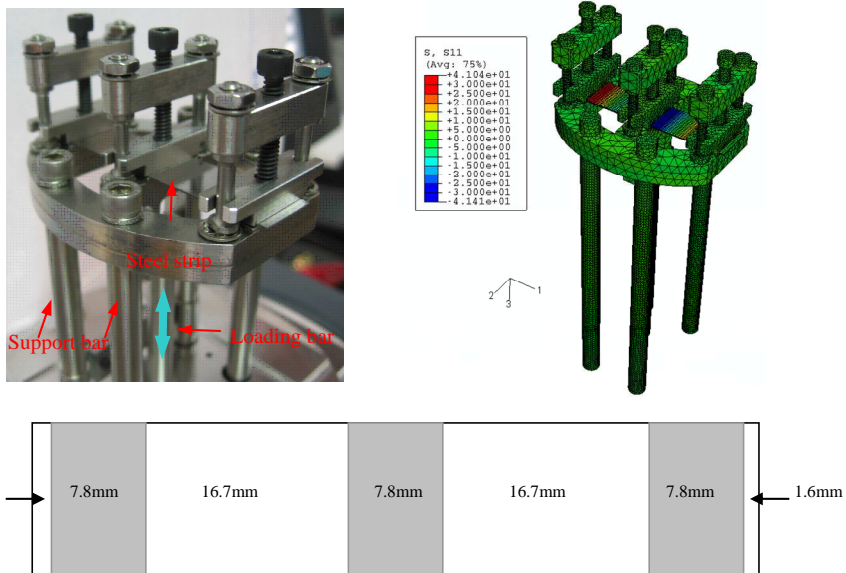 Steel strip
Support bar
Loading bar
S, S11
(Avg: 75%)
+4.104e+01
+3.000e+01
+2.500e+01
+2.000e+01
+1.500e+01
+1.000e+01
+5.000e+00
+0.000e+00
-5.000e+00
-1.000e+01
-1.500e+01
-2.000e+01
-2.500e+01
-3.000e+01
-4.141e+01
2
3
1
7.8mm
16.7mm
7.8mm
16.7mm
7.8mm
1.6mm